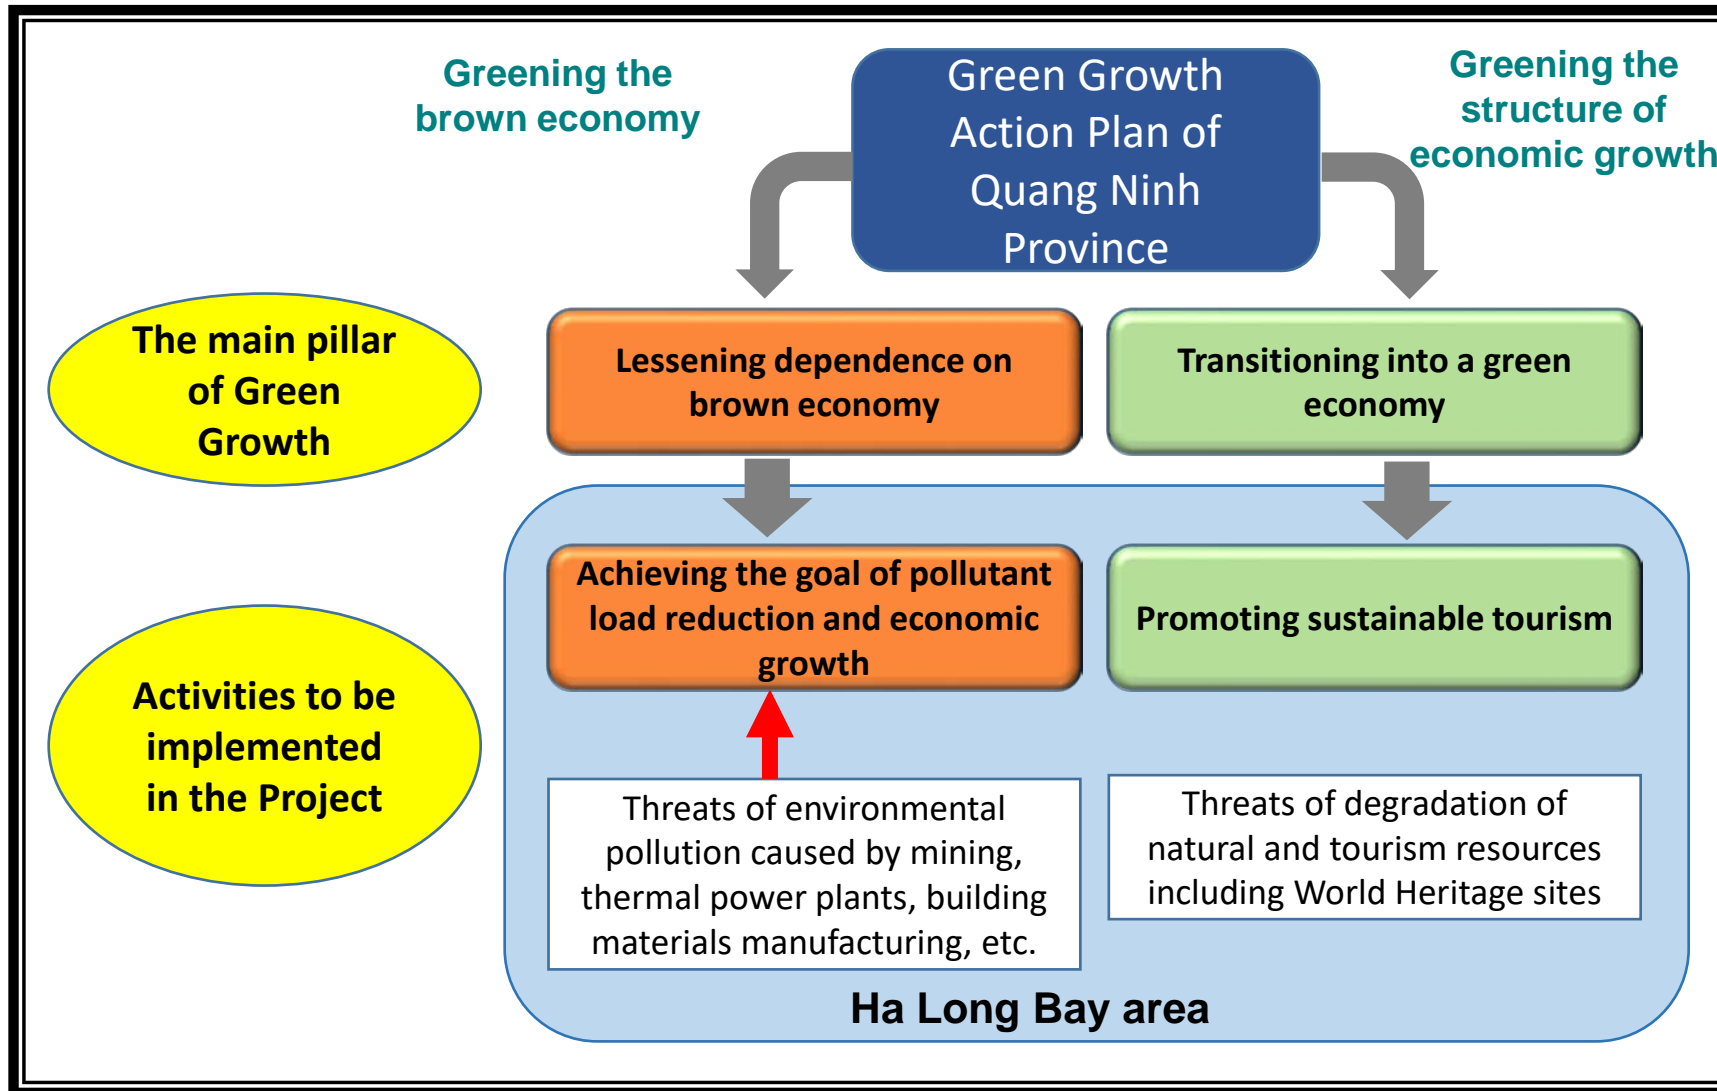 Greening the
brown economy
Green Growth
Action Plan of
Quang Ninh
Province
Greening the
structure of
economic growth
The main pillar
of Green
Growth
Lessening dependence on
brown economy
Transitioning into a green
economy
Activities to be
implemented
in the Project
Achieving the goal of pollutant
load reduction and economic
growth
Promoting sustainable tourism
Threats of environmental
pollution caused by mining,
thermal power plants, building
materials manufacturing, etc.
Threats of degradation of
natural and tourism resources
including World Heritage sites
Ha Long Bay area